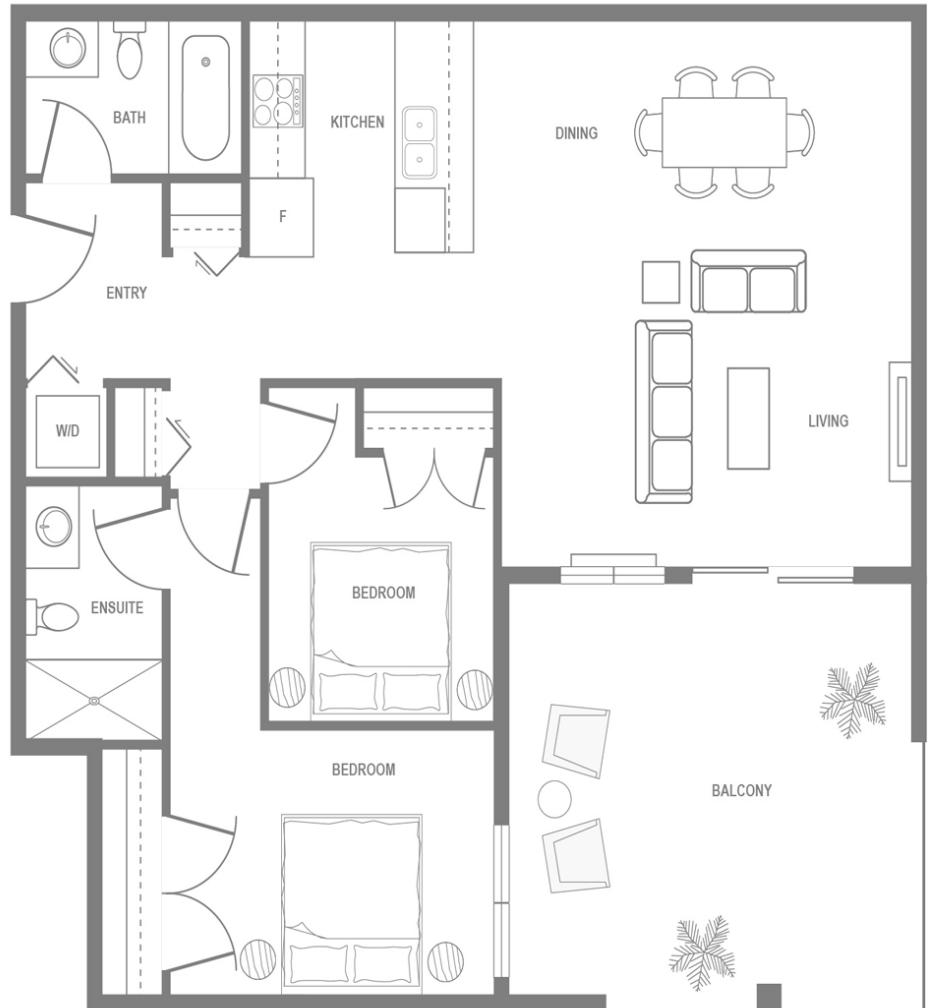 BATH
KITCHEN
DINING
F
ENTRY
W/D
LIVING
BEDROOM
ENSUITE
BEDROOM
BALCONY